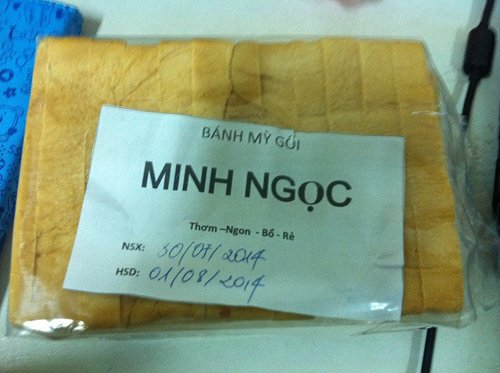 BÁNH MỲ GỐI
MINH NGỌC
Thơm –Ngon - Bổ - Rẻ
NSX: 30/07/2014
HSD: 01/08/2014